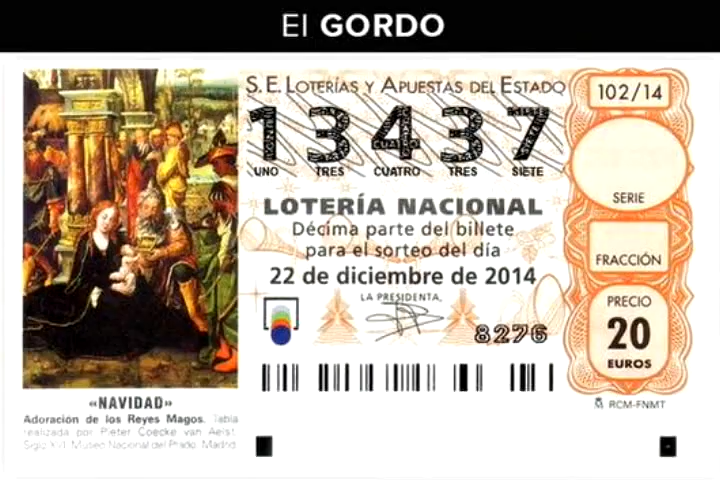 El GORDO
S.E. LOTERÍAS Y APUESTAS DEL ESTADO
13437
UNO TRES CUATRO TRES SIETE
LOTERÍA NACIONAL
Décima parte del billete
para el sorteo del día
22 de diciembre de 2014
LA PRESIDENTA,
8276
102/14
SERIE
FRACCIÓN
PRECIO
20
EUROS
RCM-FNMT
«NAVIDAD»
Adoración de los Reyes Magos. Tabla
realizada por Pieter Coecke van Aelst.
Siglo XVI. Museo Nacional del Prado. Madrid